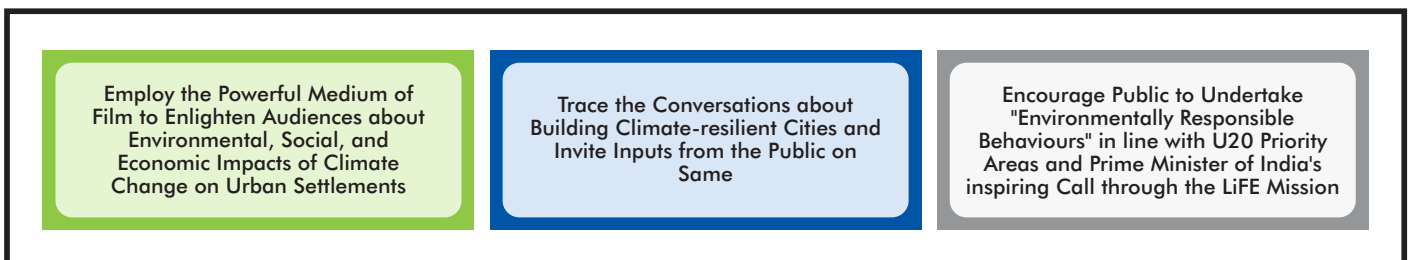 Employ the Powerful Medium of
Film to Enlighten Audiences about
Environmental, Social, and
Economic Impacts of Climate
Change on Urban Settlements
Trace the Conversations about
Building Climate-resilient Cities and
Invite Inputs from the Public on
Same
Encourage Public to Undertake
"Environmentally Responsible
Behaviours" in line with U20 Priority
Areas and Prime Minister of India's
inspiring Call through the LiFE Mission